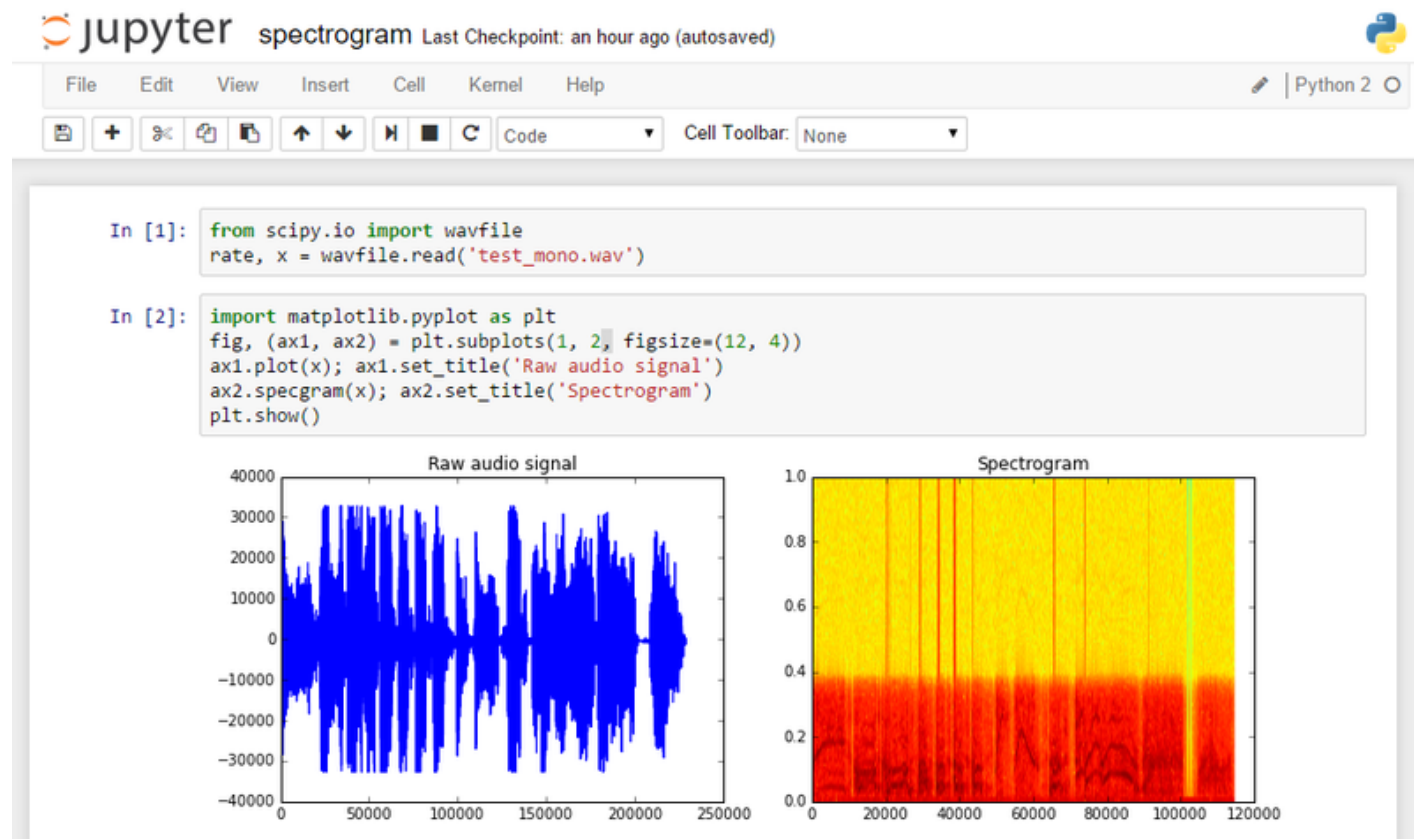 jupyter spectrogram Last Checkpoint: an hour ago (autosaved)
File Edit View Insert Cell Kernel Help Python 2
Code Cell Toolbar: None
In [1]: from scipy.io import wavfile
rate, x = wavfile.read('test_mono.wav')
In [2]: import matplotlib.pyplot as plt
fig, (ax1, ax2) = plt.subplots(1, 2, figsize=(12, 4))
ax1.plot(x); ax1.set_title('Raw audio signal')
ax2.specgram(x); ax2.set_title('Spectrogram')
plt.show()
Raw audio signal
40000
30000
20000
10000
0
−10000
−20000
−30000
−40000
0 50000 100000 150000 200000 250000
Spectrogram
1.0
0.8
0.6
0.4
0.2
0.0
0 20000 40000 60000 80000 100000 120000